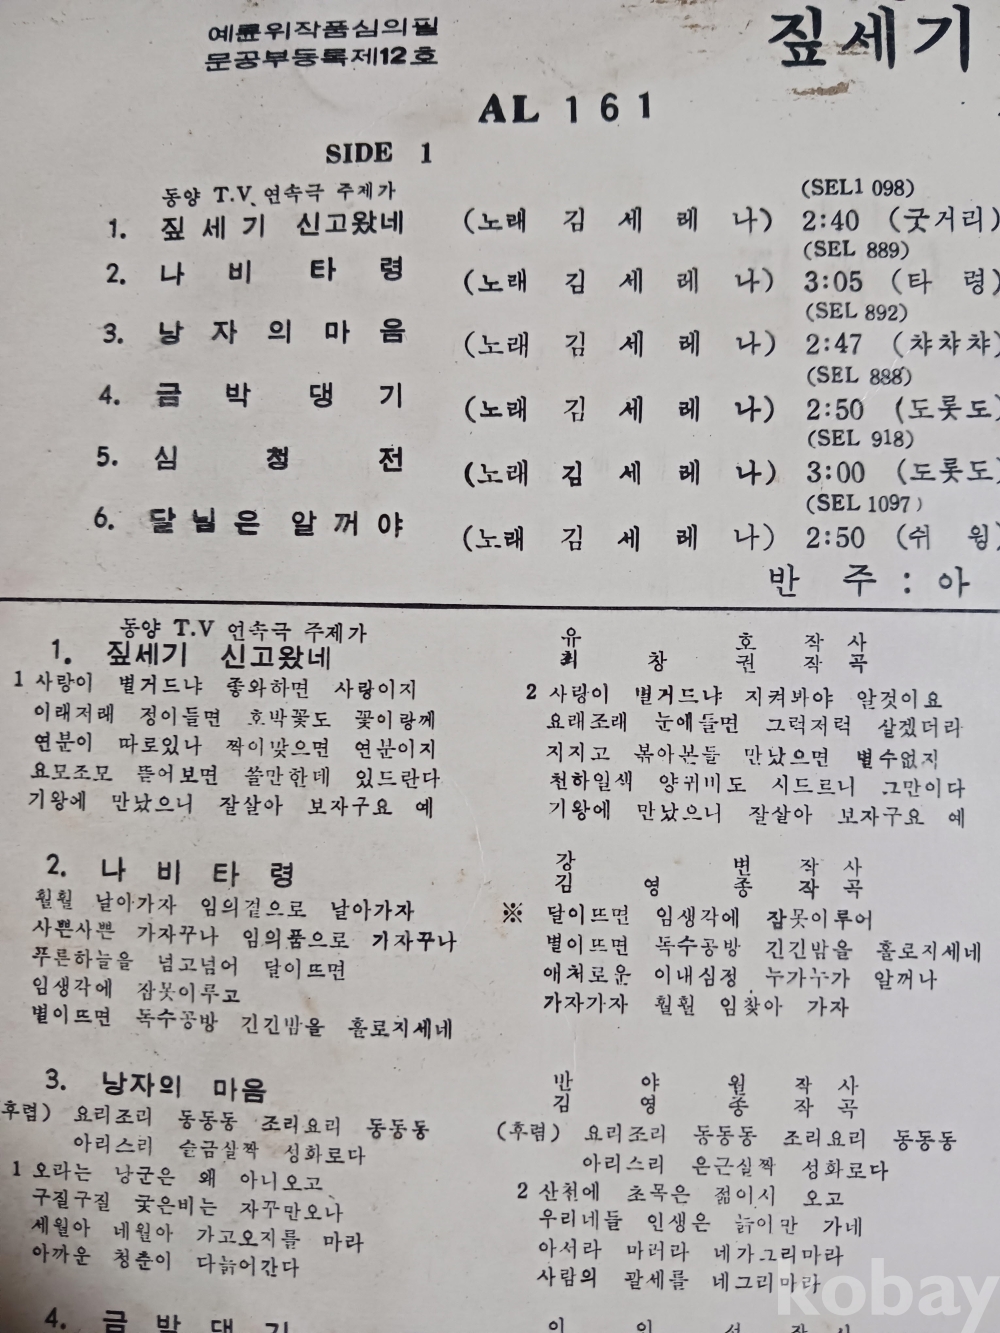 예륜위작품심의필
문공부등록제12호
짚세기
AL 161
SIDE 1
동양 T.V. 연속극 주제가
(SEL1 098)
1. 짚세기 신고왔네 (노래 김세레나) 2:40 (굿거리)
(SEL 889)
2. 나비타령 (노래 김세레나) 3:05 (타령)
(SEL 892)
3. 낭자의 마음 (노래 김세레나) 2:47 (챠챠챠)
(SEL 888)
4. 금박댕기 (노래 김세레나) 2:50 (도롯도)
(SEL 918)
5. 심청전 (노래 김세레나) 3:00 (도롯도)
(SEL 1097)
6. 달님은 알꺼야 (노래 김세레나) 2:50 (쉬윙)
반주 : 아
동양 T.V 연속극 주제가
1. 짚세기 신고왔네
유호 작사
최창권 작곡
1 사랑이 별거드냐 좋와하면 사랑이지
이래저래 정이들면 호박꽃도 꽃이랑께
연분이 따로있나 짝이맞으면 연분이지
요모조모 뜯어보면 쓸만한데 있드란다
기왕에 만났으니 잘살아 보자구요 예
2 사랑이 별거드냐 지켜봐야 알것이요
요래조래 눈에들면 그럭저럭 살겠더라
지지고 볶아본들 만났으면 별수없지
천하일색 양귀비도 시드르니 그만이다
기왕에 만났으니 잘살아 보자구요 예
2. 나비타령
강변 작사
김영종 작곡
훨훨 날아가자 임의곁으로 날아가자
사쁜사쁜 가자꾸나 임의품으로 가자꾸나
푸른하늘을 넘고넘어 달이뜨면
임생각에 잠못이루고
별이뜨면 독수공방 긴긴밤을 홀로지세네
※ 달이뜨면 임생각에 잠못이루어
별이뜨면 독수공방 긴긴밤을 홀로지세네
애처로운 이내심정 누가누가 알꺼나
가자가자 훨훨 임찾아 가자
3. 낭자의 마음
반야월 작사
김영종 작곡
(후렴) 요리조리 동동동 조리요리 동동동
아리스리 슬금살짝 성화로다
1 오라는 낭군은 왜 아니오고
구질구질 궂은비는 자꾸만오나
세월아 네월아 가고오지를 마라
아까운 청춘이 다늙어간다
(후렴) 요리조리 동동동 조리요리 동동동
아리스리 은근실짝 성화로다
2 산천에 초목은 젊어시 오고
우리네들 인생은 늙어만 가네
아서라 마러라 네가그리마라
사람의 괄세를 네그리마라
4. 금박댕기
kobay